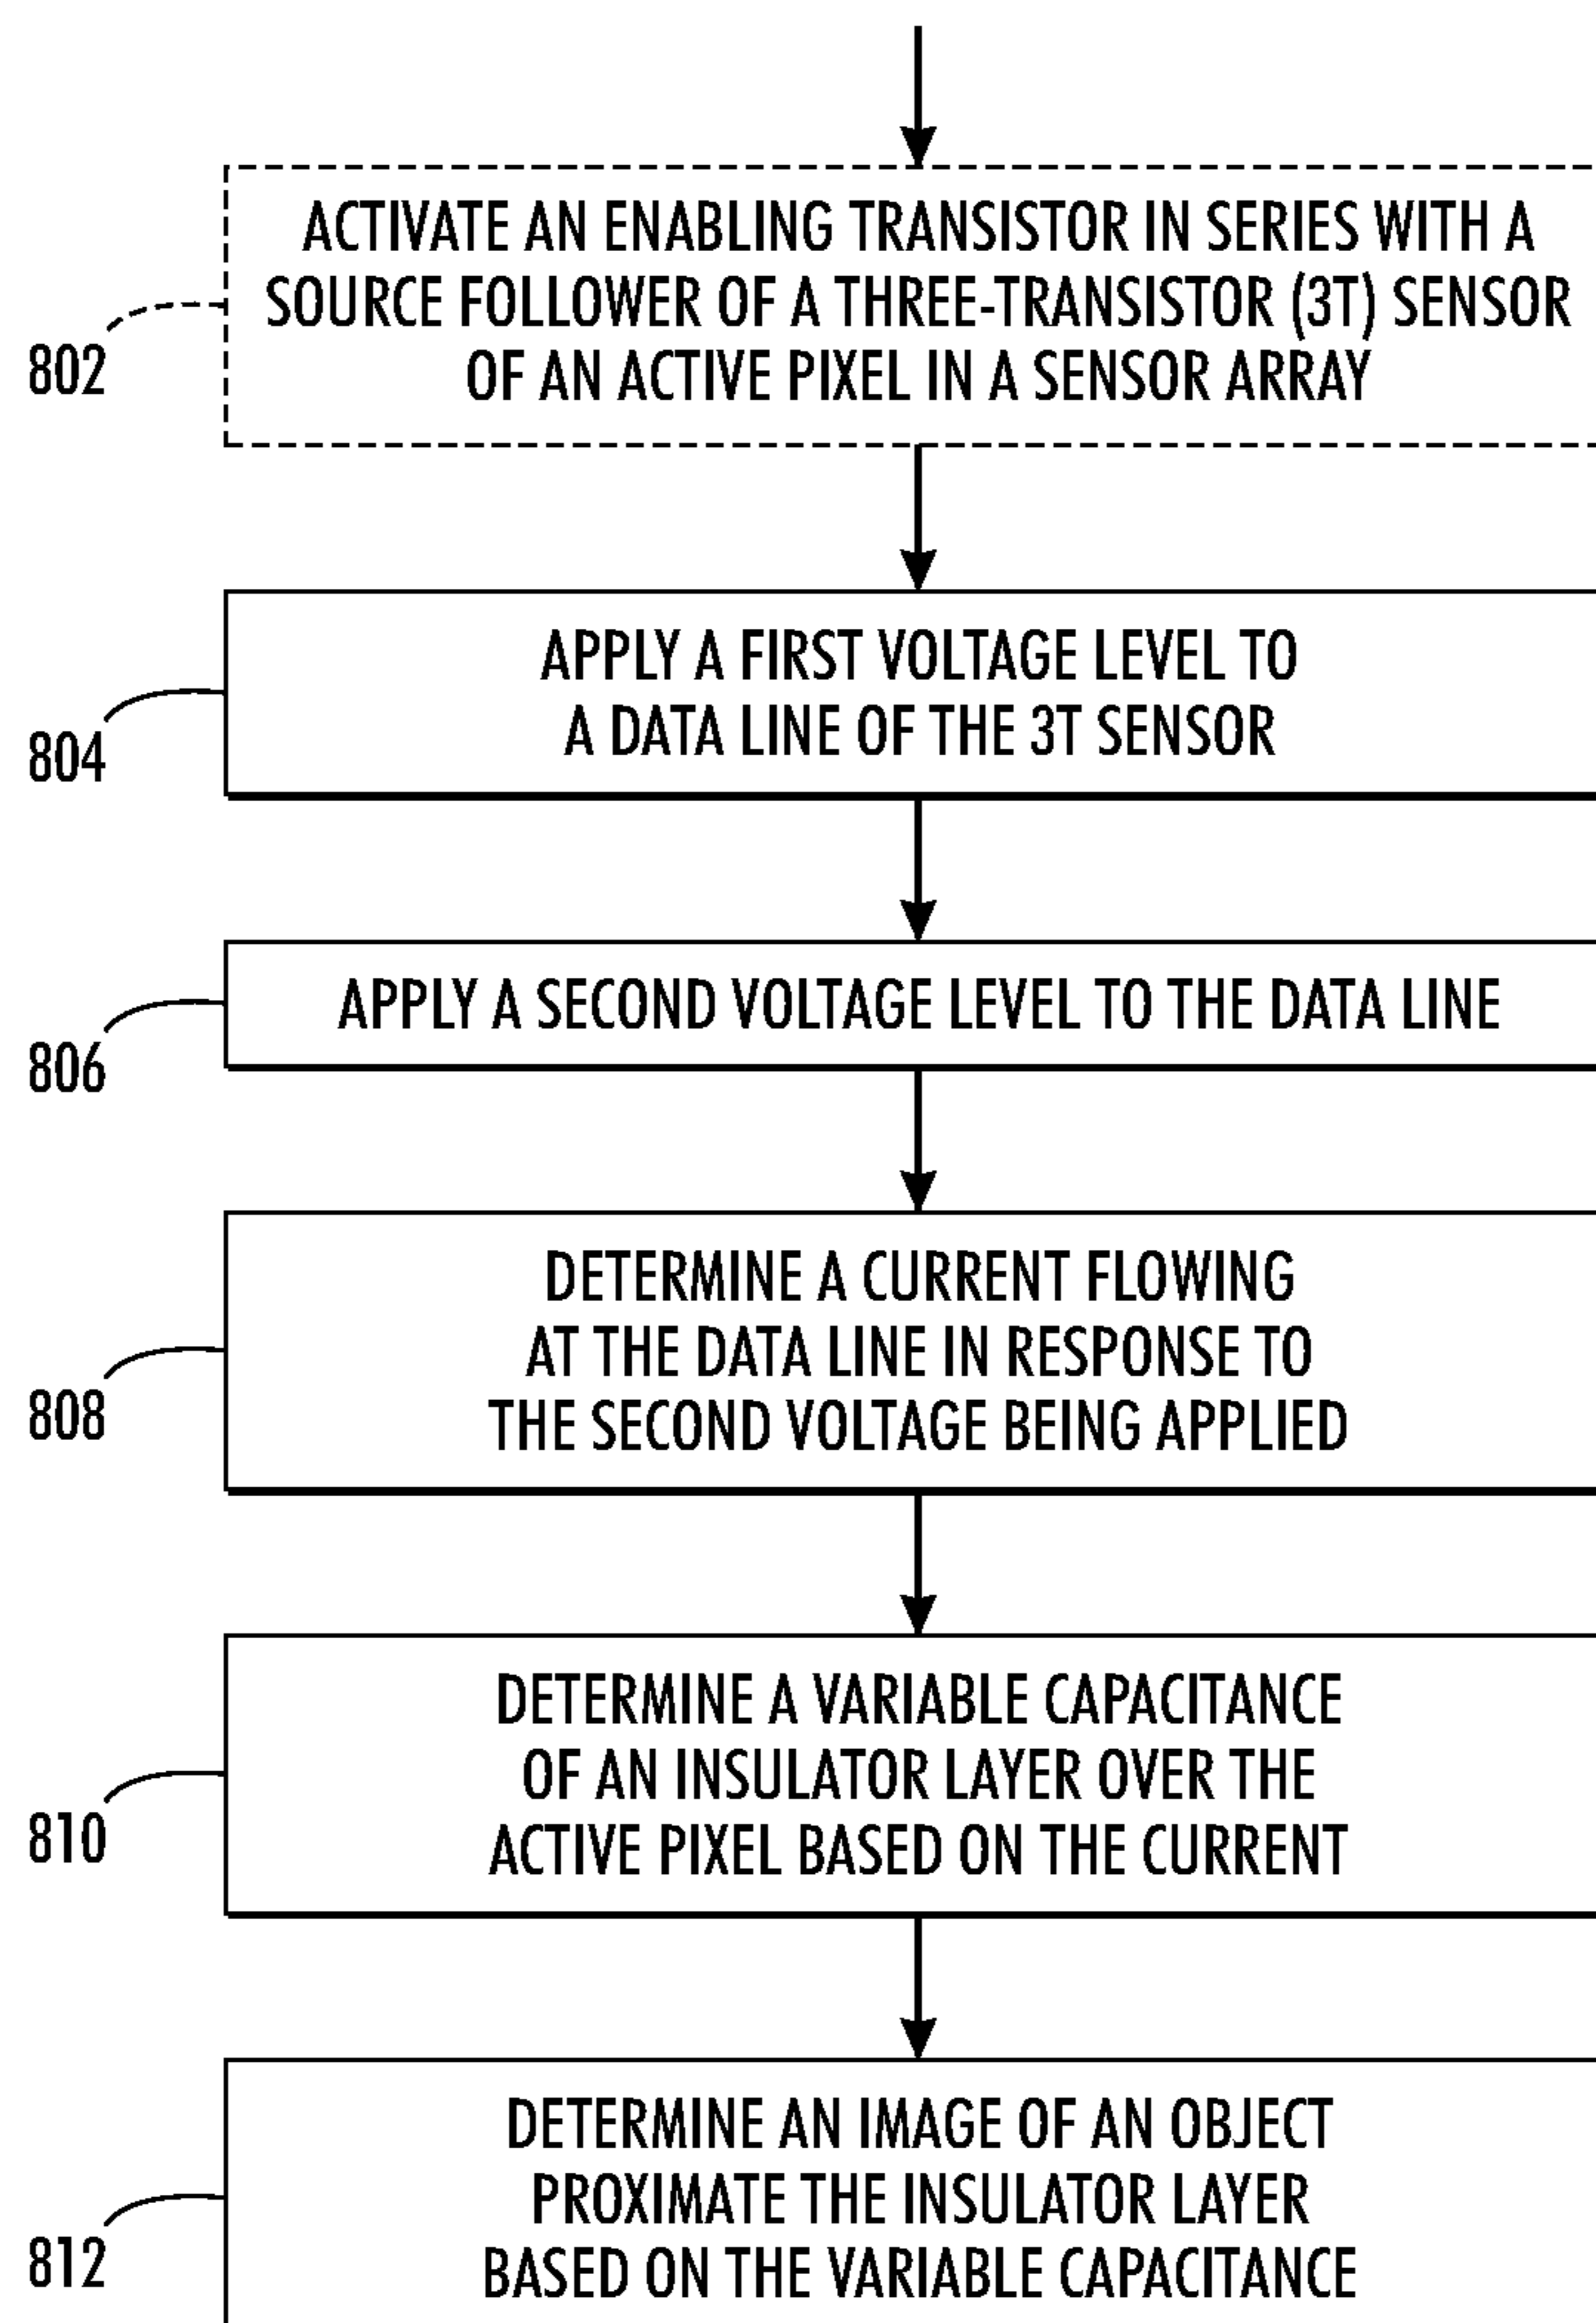 ACTIVATE AN ENABLING TRANSISTOR IN SERIES WITH A
SOURCE FOLLOWER OF A THREE-TRANSISTOR (3T) SENSOR
OF AN ACTIVE PIXEL IN A SENSOR ARRAY
802
APPLY A FIRST VOLTAGE LEVEL TO
A DATA LINE OF THE 3T SENSOR
804
APPLY A SECOND VOLTAGE LEVEL TO THE DATA LINE
806
DETERMINE A CURRENT FLOWING
AT THE DATA LINE IN RESPONSE TO
THE SECOND VOLTAGE BEING APPLIED
808
DETERMINE A VARIABLE CAPACITANCE
OF AN INSULATOR LAYER OVER THE
ACTIVE PIXEL BASED ON THE CURRENT
810
DETERMINE AN IMAGE OF AN OBJECT
PROXIMATE THE INSULATOR LAYER
BASED ON THE VARIABLE CAPACITANCE
812